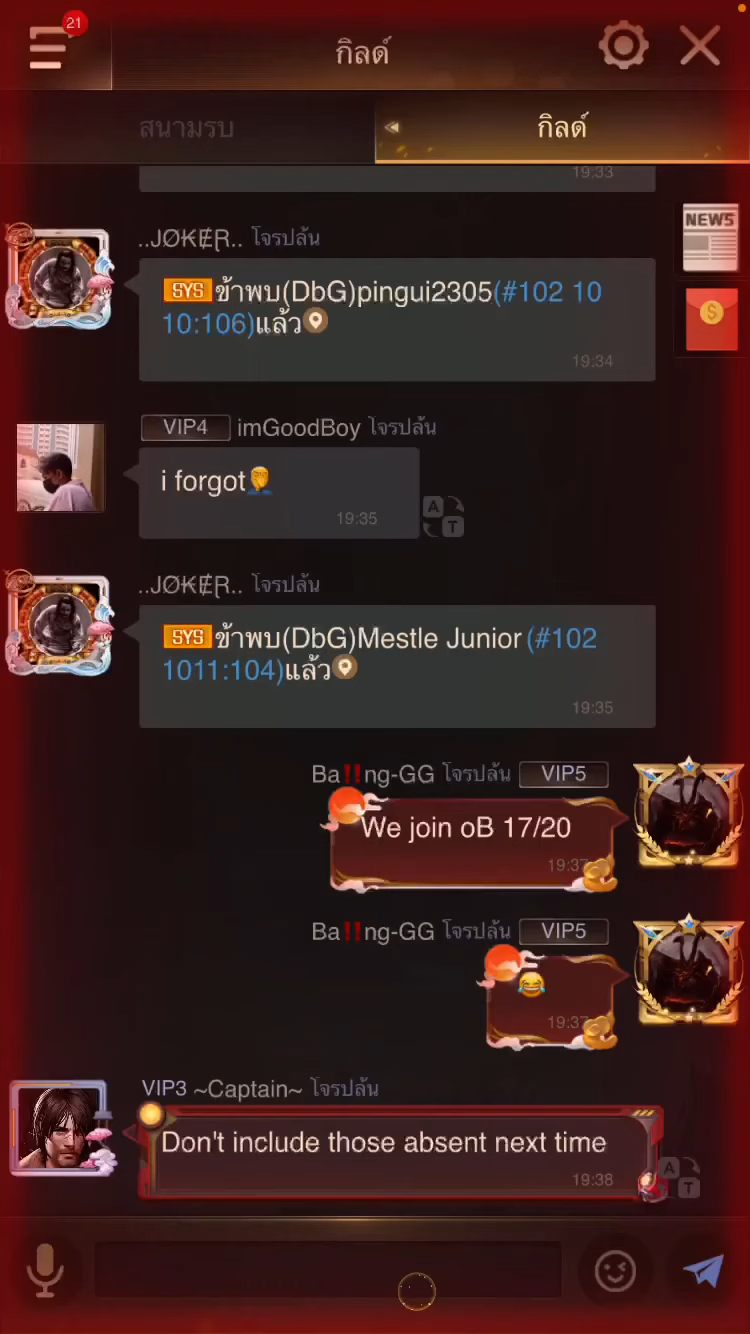 21
กิลด์
สนามรบ
กิลด์
19:33
NEWS
..JØꞤɆⱤ.. โจรปล้น
SYS ข้าพบ(DbG)pingui2305(#102 10
10:106)แล้ว
19:34
VIP4 imGoodBoy โจรปล้น
i forgot🤦
19:35
..JØꞤɆⱤ.. โจรปล้น
SYS ข้าพบ(DbG)Mestle Junior(#102
1011:104)แล้ว
19:35
Ba‼️ng-GG โจรปล้น VIP5
We join oB 17/20
19:37
Ba‼️ng-GG โจรปล้น VIP5
😂
19:37
VIP3 ~Captain~ โจรปล้น
Don't include those absent next time
19:38